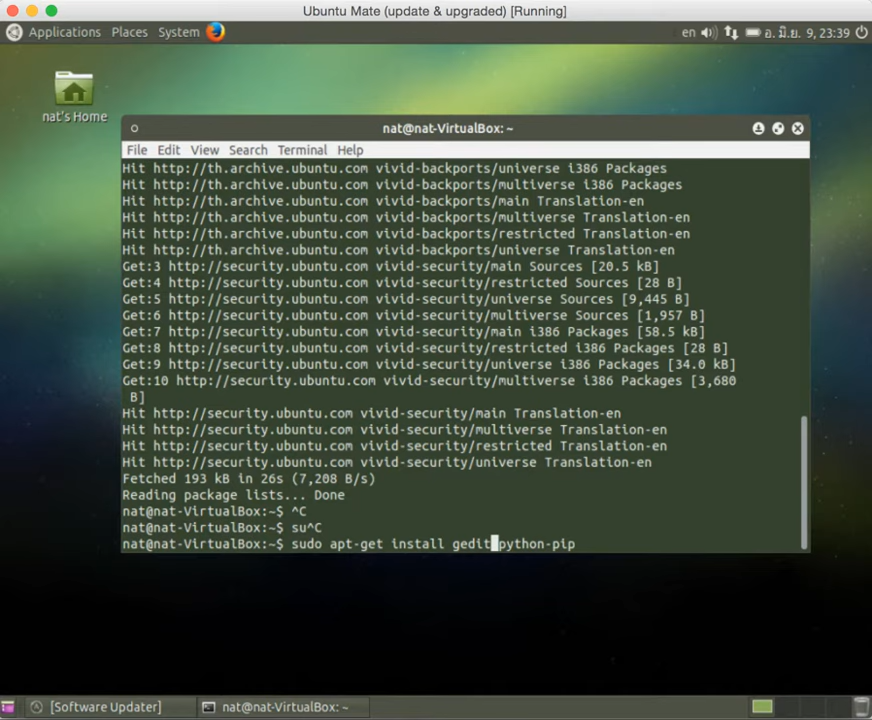 Ubuntu Mate (update & upgraded) [Running]
Applications Places System en อ. มิ.ย. 9, 23:39
nat's Home
nat@nat-VirtualBox: ~
File Edit View Search Terminal Help
Hit http://th.archive.ubuntu.com vivid-backports/universe i386 Packages
Hit http://th.archive.ubuntu.com vivid-backports/multiverse i386 Packages
Hit http://th.archive.ubuntu.com vivid-backports/main Translation-en
Hit http://th.archive.ubuntu.com vivid-backports/multiverse Translation-en
Hit http://th.archive.ubuntu.com vivid-backports/restricted Translation-en
Hit http://th.archive.ubuntu.com vivid-backports/universe Translation-en
Get:3 http://security.ubuntu.com vivid-security/main Sources [20.5 kB]
Get:4 http://security.ubuntu.com vivid-security/restricted Sources [28 B]
Get:5 http://security.ubuntu.com vivid-security/universe Sources [9,445 B]
Get:6 http://security.ubuntu.com vivid-security/multiverse Sources [1,957 B]
Get:7 http://security.ubuntu.com vivid-security/main i386 Packages [58.5 kB]
Get:8 http://security.ubuntu.com vivid-security/restricted i386 Packages [28 B]
Get:9 http://security.ubuntu.com vivid-security/universe i386 Packages [34.0 kB]
Get:10 http://security.ubuntu.com vivid-security/multiverse i386 Packages [3,680
B]
Hit http://security.ubuntu.com vivid-security/main Translation-en
Hit http://security.ubuntu.com vivid-security/multiverse Translation-en
Hit http://security.ubuntu.com vivid-security/restricted Translation-en
Hit http://security.ubuntu.com vivid-security/universe Translation-en
Fetched 193 kB in 26s (7,208 B/s)
Reading package lists... Done
nat@nat-VirtualBox:~$ ^C
nat@nat-VirtualBox:~$ su^C
nat@nat-VirtualBox:~$ sudo apt-get install gedit python-pip
[Software Updater] nat@nat-VirtualBox: ~